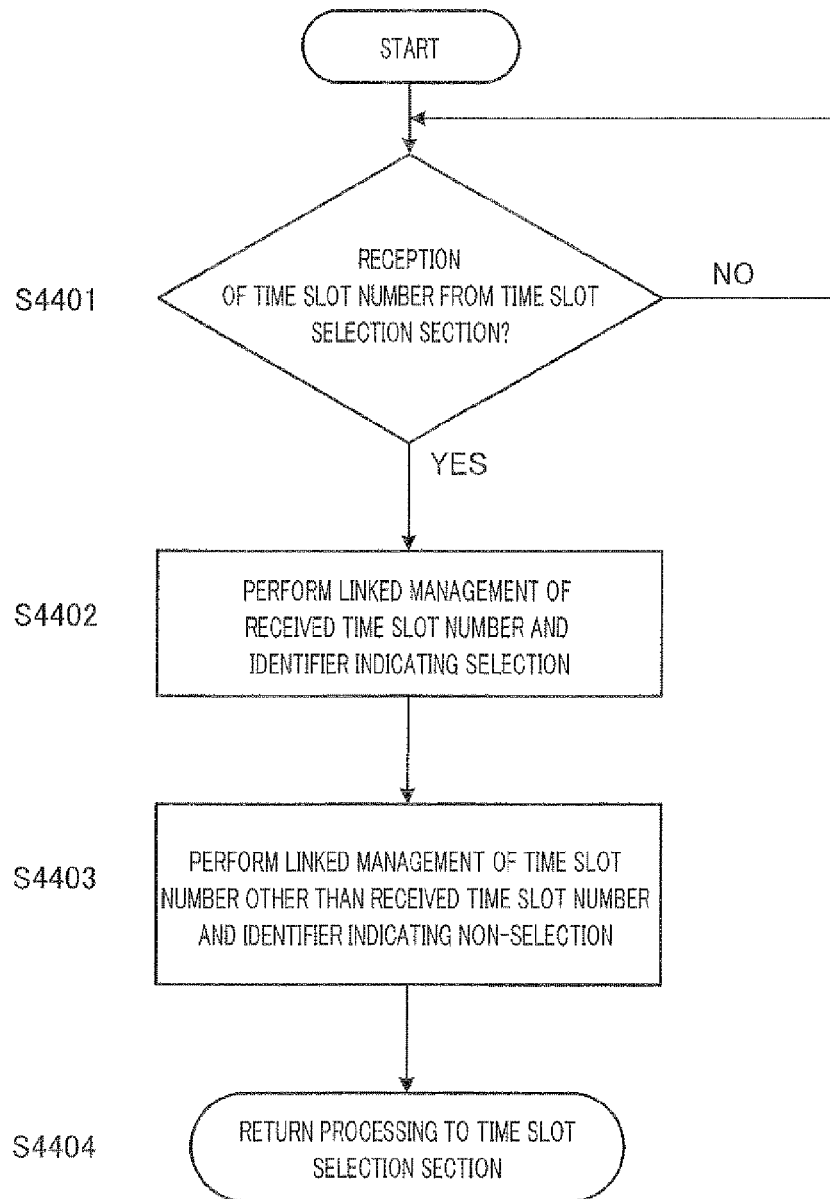 START
S4401
RECEPTION
OF TIME SLOT NUMBER FROM TIME SLOT
SELECTION SECTION?
NO
YES
S4402
PERFORM LINKED MANAGEMENT OF
RECEIVED TIME SLOT NUMBER AND
IDENTIFIER INDICATING SELECTION
S4403
PERFORM LINKED MANAGEMENT OF TIME SLOT
NUMBER OTHER THAN RECEIVED TIME SLOT NUMBER
AND IDENTIFIER INDICATING NON-SELECTION
S4404
RETURN PROCESSING TO TIME SLOT
SELECTION SECTION